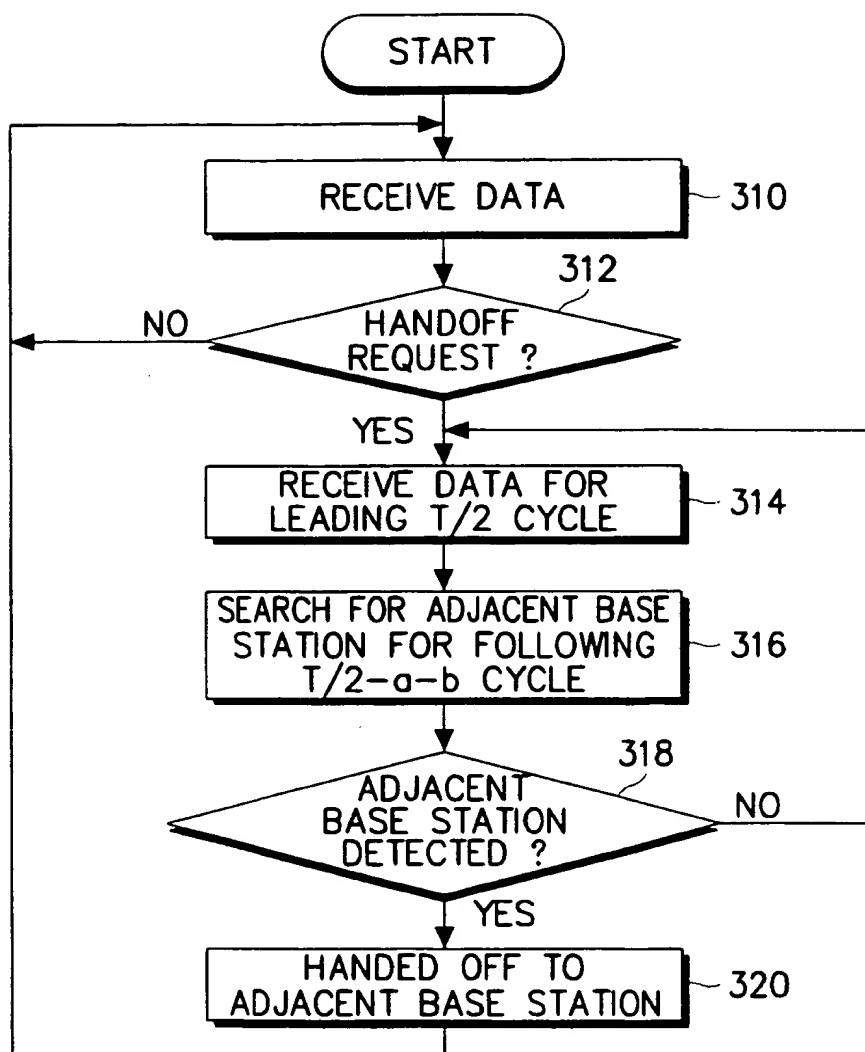 START
RECEIVE DATA
310
312
HANDOFF
REQUEST ?
NO
YES
RECEIVE DATA FOR
LEADING T/2 CYCLE
314
SEARCH FOR ADJACENT BASE
STATION FOR FOLLOWING
T/2-a-b CYCLE
316
318
ADJACENT
BASE STATION
DETECTED ?
NO
YES
HANDED OFF TO
ADJACENT BASE STATION
320